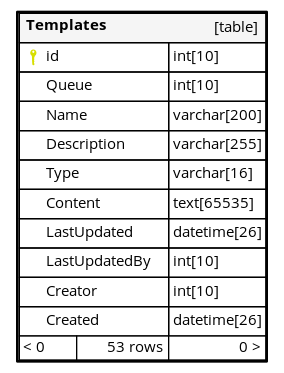 Templates [table]
id int[10]
Queue int[10]
Name varchar[200]
Description varchar[255]
Type varchar[16]
Content text[65535]
LastUpdated datetime[26]
LastUpdatedBy int[10]
Creator int[10]
Created datetime[26]
< 0 53 rows 0 >